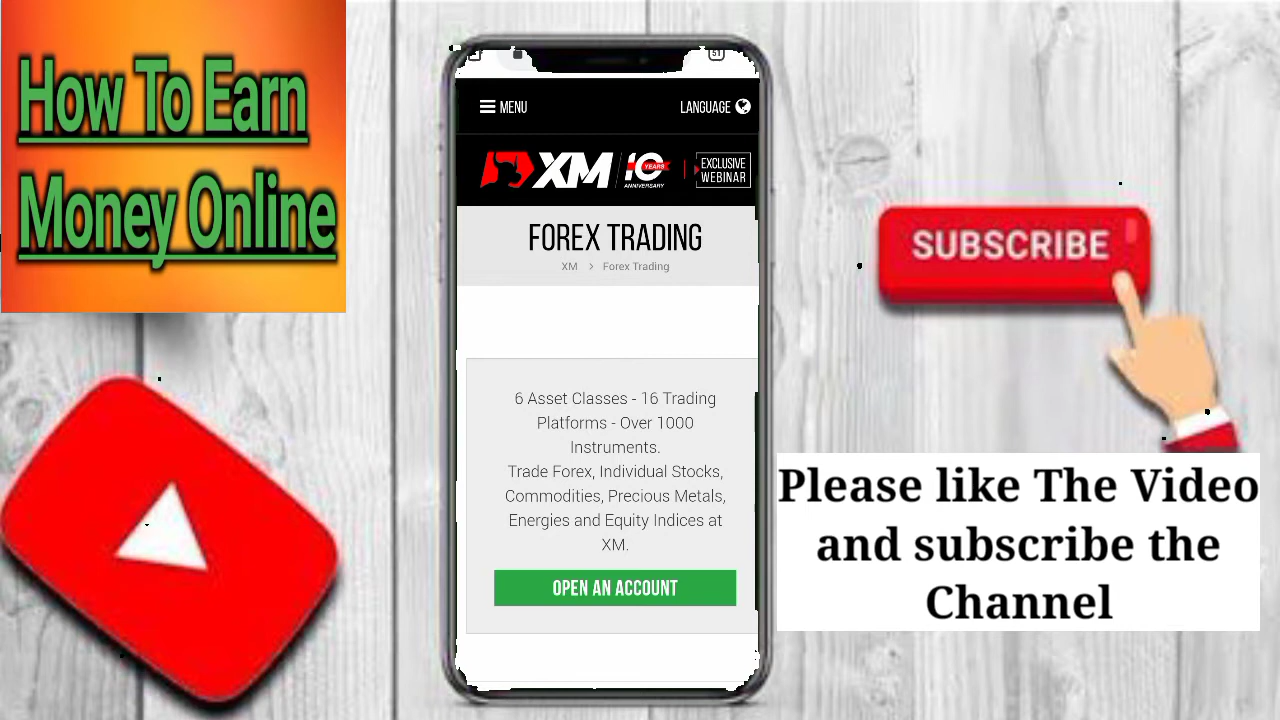 How To Earn
Money Online
MENU
LANGUAGE
XM
10 YEARS
ANNIVERSARY
EXCLUSIVE
WEBINAR
FOREX TRADING
XM > Forex Trading
6 Asset Classes - 16 Trading
Platforms - Over 1000
Instruments.
Trade Forex, Individual Stocks,
Commodities, Precious Metals,
Energies and Equity Indices at
XM.
OPEN AN ACCOUNT
SUBSCRIBE
Please like The Video
and subscribe the
Channel